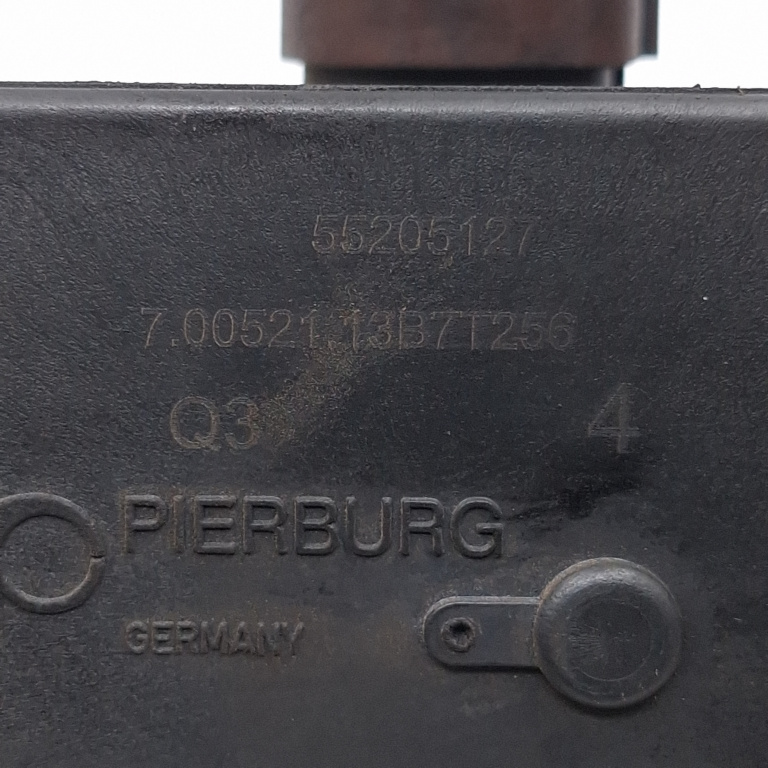 55205127
7.00521.13B7T256
Q3 4
PIERBURG
GERMANY